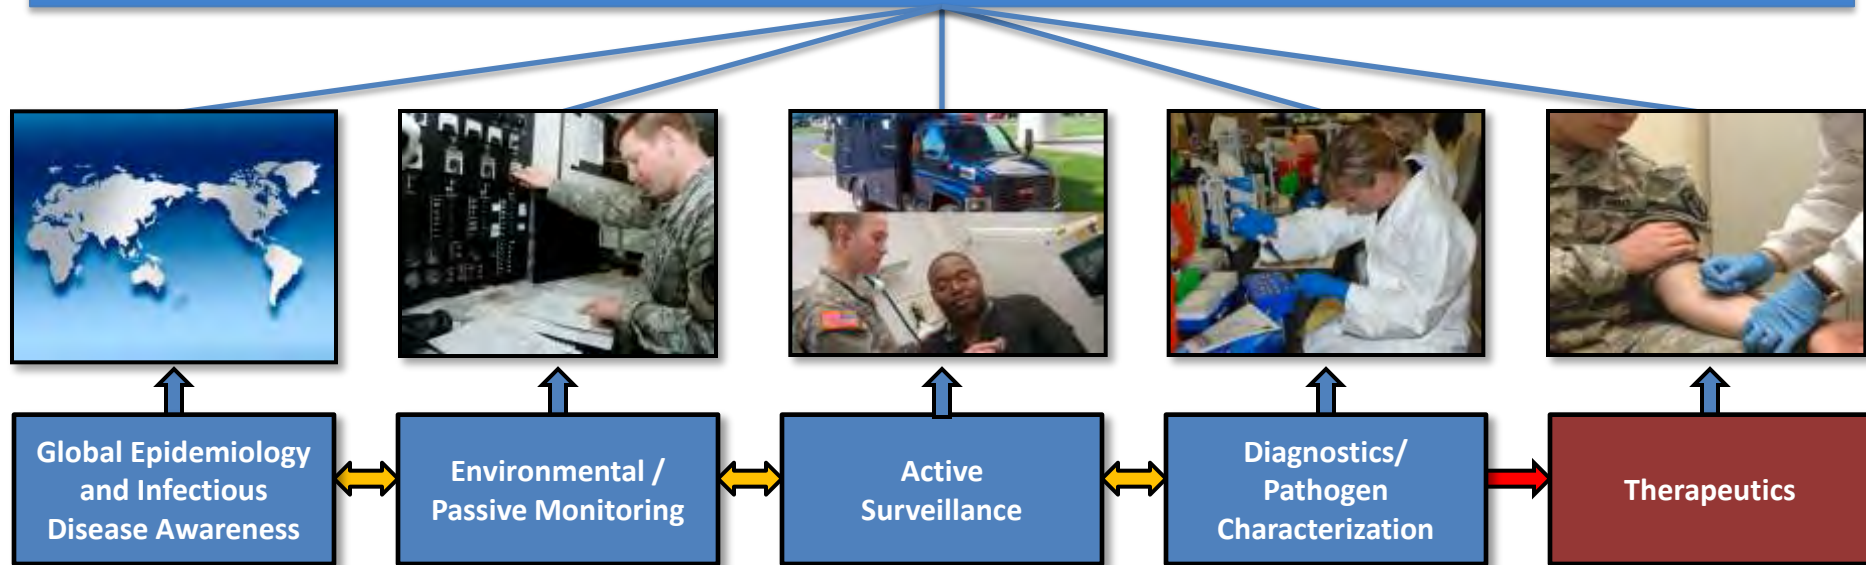 Global Epidemiology
and Infectious
Disease Awareness
Environmental /
Passive Monitoring
Active
Surveillance
Diagnostics/
Pathogen
Characterization
Therapeutics